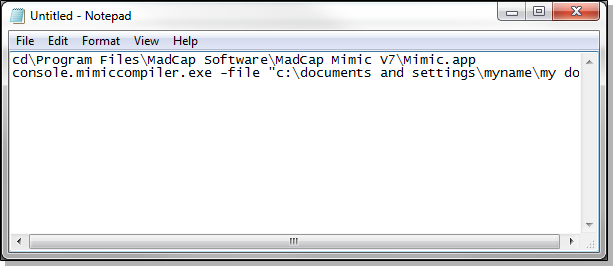 Untitled - Notepad
File Edit Format View Help
cd\Program Files\MadCap Software\MadCap Mimic V7\Mimic.app
console.mimiccompiler.exe -file "c:\documents and settings\myname\my do